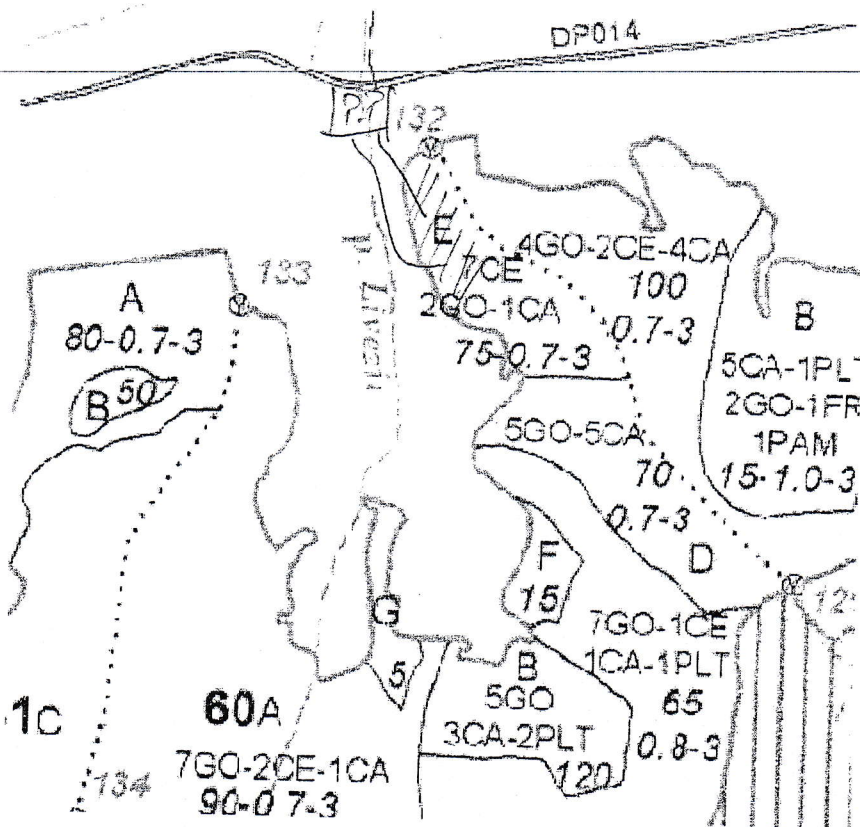 DP014
P.P
132
E
7CE
2GO-1CA
75-0.7-3
4GO-2CE-4CA
100
0.7-3
133
A
80-0.7-3
B 50
B
5CA-1PLT
2GO-1FR
1PAM
15-1.0-3
5GO-5CA
70
0.7-3
D
F
15
7GO-1CE
1CA-1PLT
65
0.8-3
G
5
B
5GO
3CA-2PLT
120
1C
60A
7GO-2CE-1CA
90-0.7-3
134